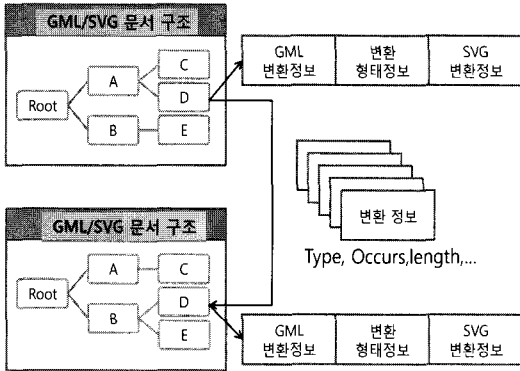 GML/SVG 문서 구조
Root
A
B
C
D
E
GML
변환정보
변환
형태정보
SVG
변환정보
변환 정보
Type, Occurs,length,...
GML/SVG 문서 구조
Root
A
B
C
D
E
GML
변환정보
변환
형태정보
SVG
변환정보